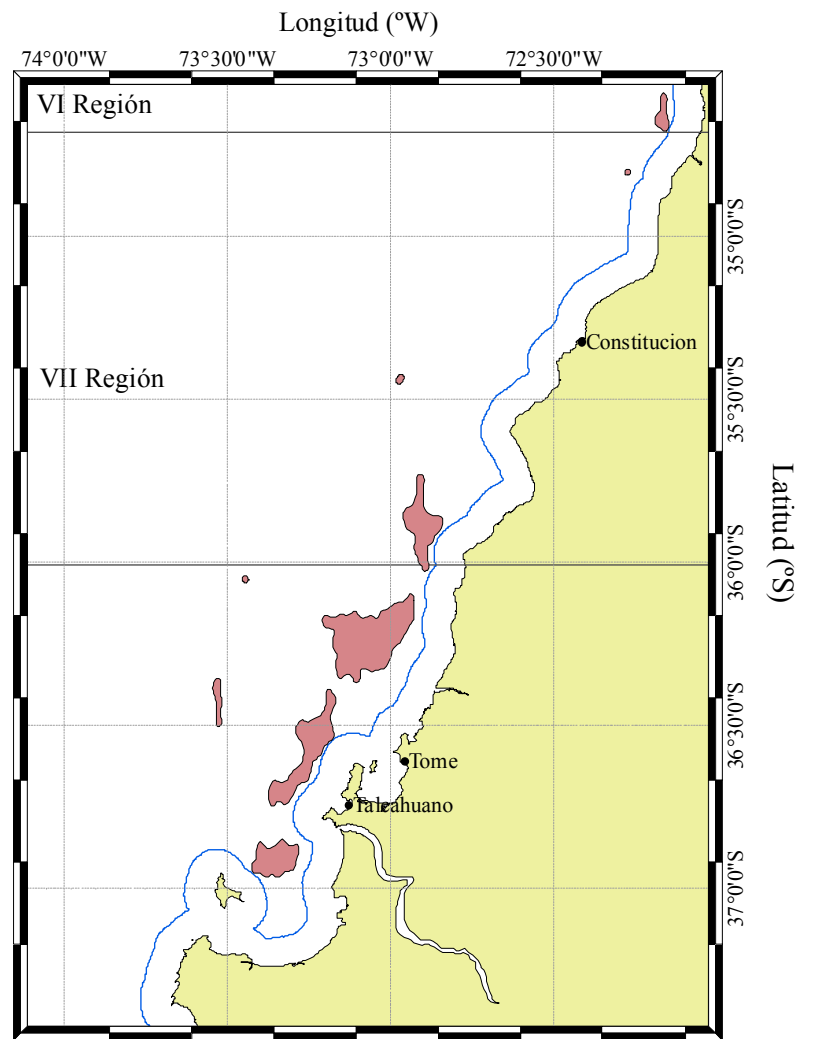 Longitud (ºW)
74°0'0"W 73°30'0"W 73°00'0"W 72°30'0"W
VI Región
35°0'0"S
Constitucion
VII Región
35°30'0"S
Latitud (ºS)
36°0'0"S
36°30'0"S
Tome
Talcahuano
37°0'0"S